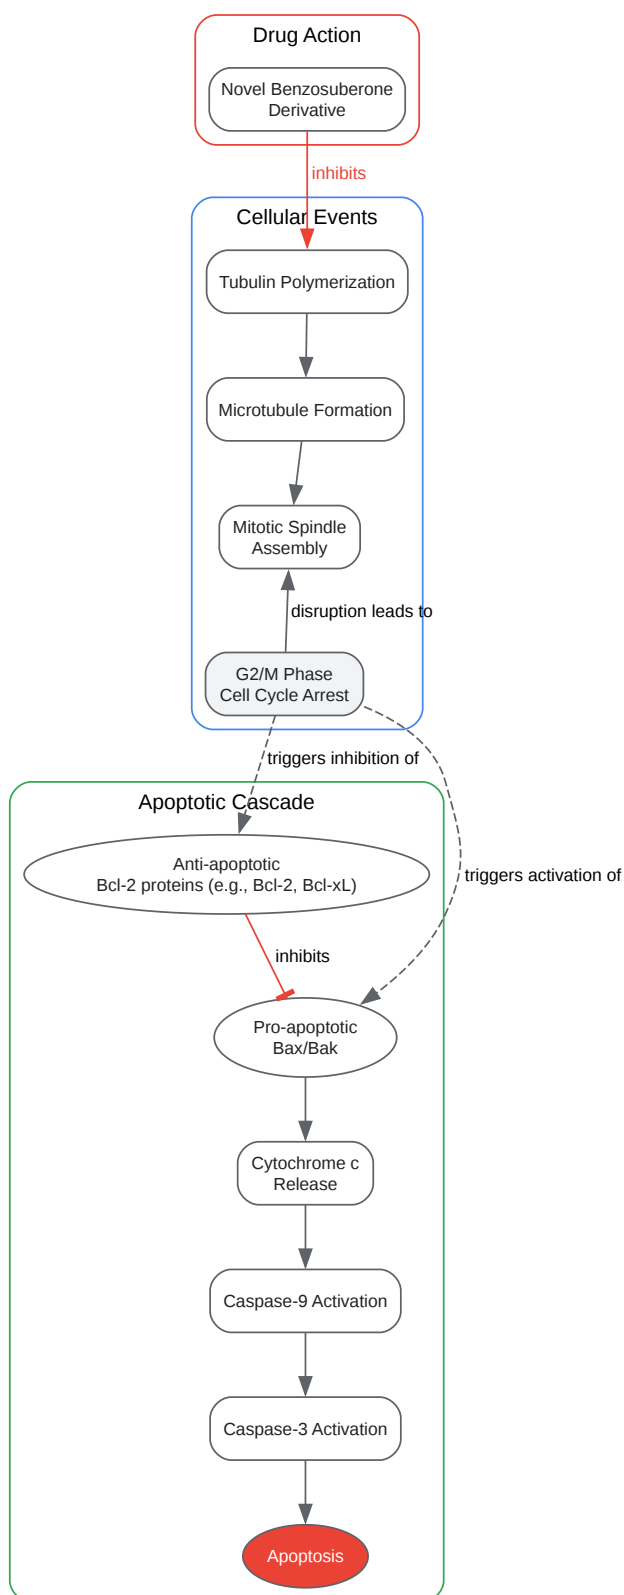 Drug Action
Novel Benzosuberone
Derivative
inhibits
Cellular Events
Tubulin Polymerization
Microtubule Formation
Mitotic Spindle
Assembly
disruption leads to
G2/M Phase
Cell Cycle Arrest
triggers inhibition of
Apoptotic Cascade
Anti-apoptotic
Bcl-2 proteins (e.g., Bcl-2, Bcl-xL)
triggers activation of
inhibits
Pro-apoptotic
Bax/Bak
Cytochrome c
Release
Caspase-9 Activation
Caspase-3 Activation
Apoptosis